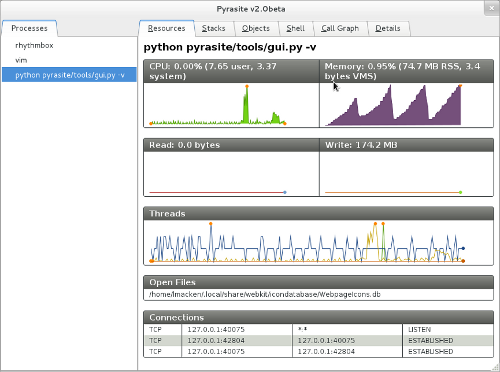 Pyrasite v2.0beta
Processes
Resources Stacks Objects Shell Call Graph Details
rhythmbox
vim
python pyrasite/tools/gui.py -v
python pyrasite/tools/gui.py -v
CPU: 0.00% (7.65 user, 3.37 system)
Memory: 0.95% (74.7 MB RSS, 3.4 bytes VMS)
Read: 0.0 bytes
Write: 174.2 MB
Threads
Open Files
/home/lmacken/.local/share/webkit/icondatabase/WebpageIcons.db
Connections
TCP 127.0.0.1:40075 *:* LISTEN
TCP 127.0.0.1:42804 127.0.0.1:40075 ESTABLISHED
TCP 127.0.0.1:40075 127.0.0.1:42804 ESTABLISHED